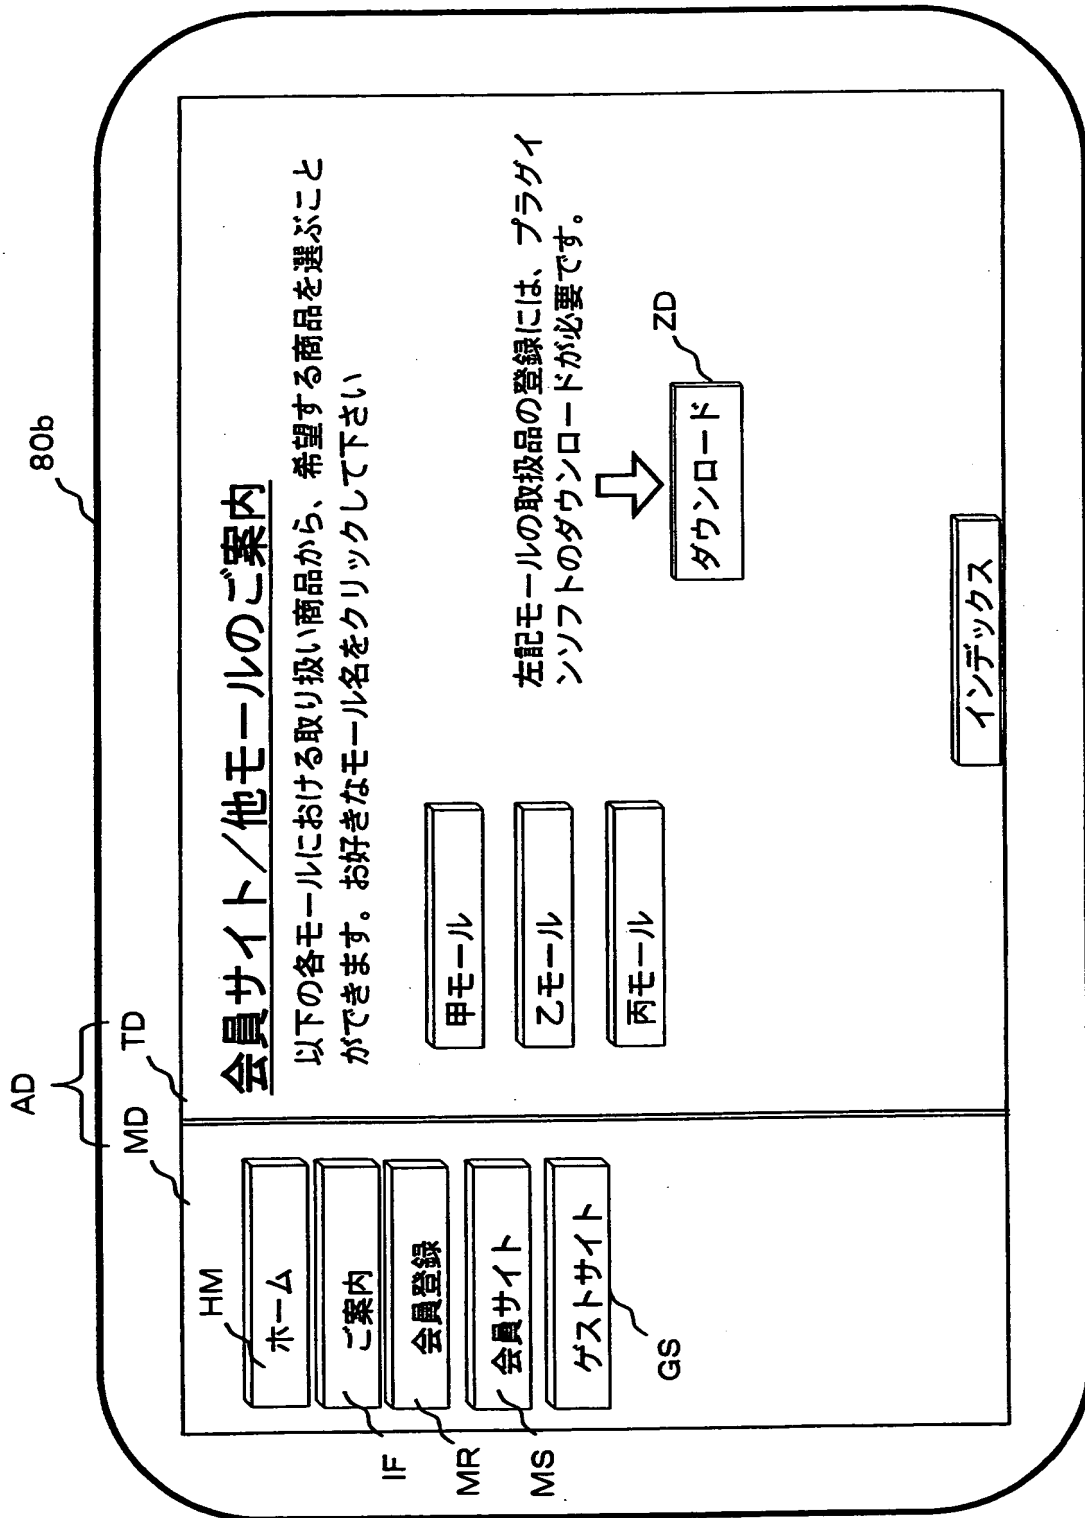 80b
AD
MD
TD
HM
ホーム
ご案内
会員登録
会員サイト
ゲストサイト
IF
MR
MS
GS
会員サイト/他モールのご案内
以下の各モールにおける取り扱い商品から、希望する商品を選ぶこと
ができます。お好きなモール名をクリックして下さい
甲モール
乙モール
丙モール
左記モールの取扱品の登録には、プラグイ
ンソフトのダウンロードが必要です。
ダウンロード
ZD
インデックス